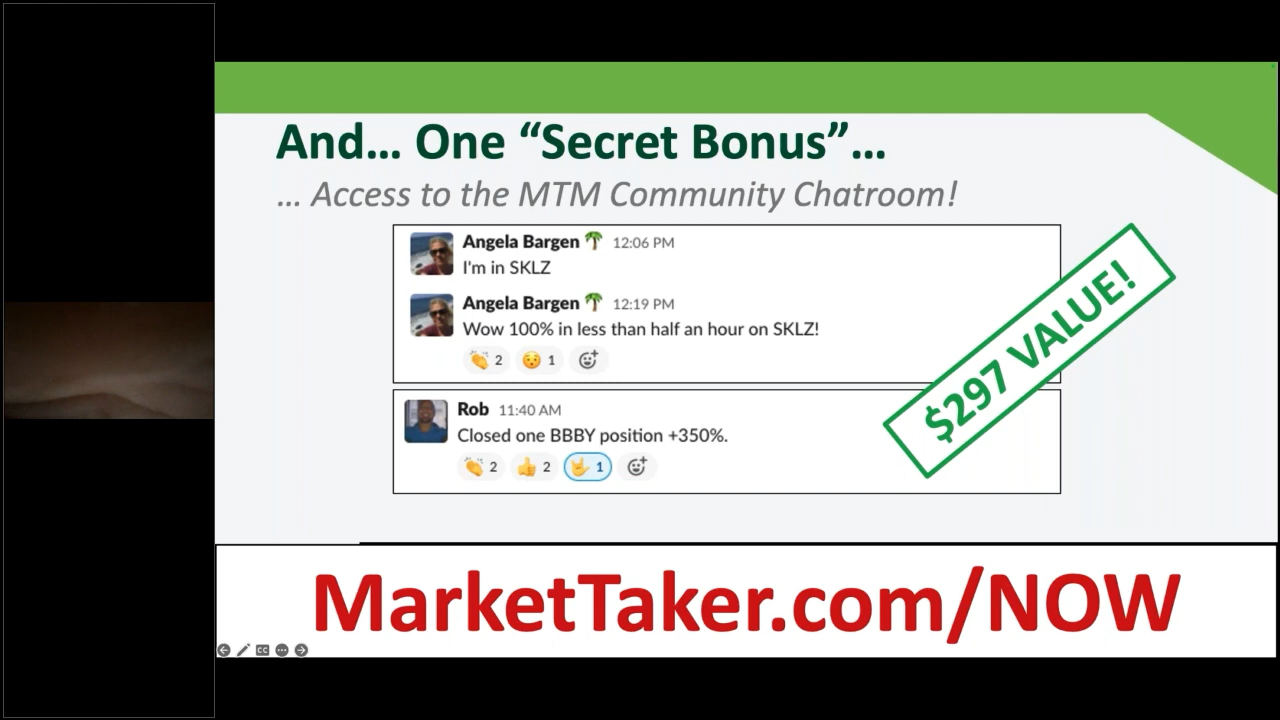 And... One “Secret Bonus”...
... Access to the MTM Community Chatroom!
Angela Bargen 🌴 12:06 PM
I'm in SKLZ
Angela Bargen 🌴 12:19 PM
Wow 100% in less than half an hour on SKLZ!
👏 2 😯 1
Rob 11:40 AM
Closed one BBBY position +350%.
👏 2 👍 2 🤟 1
$297 VALUE!
MarketTaker.com/NOW
CC